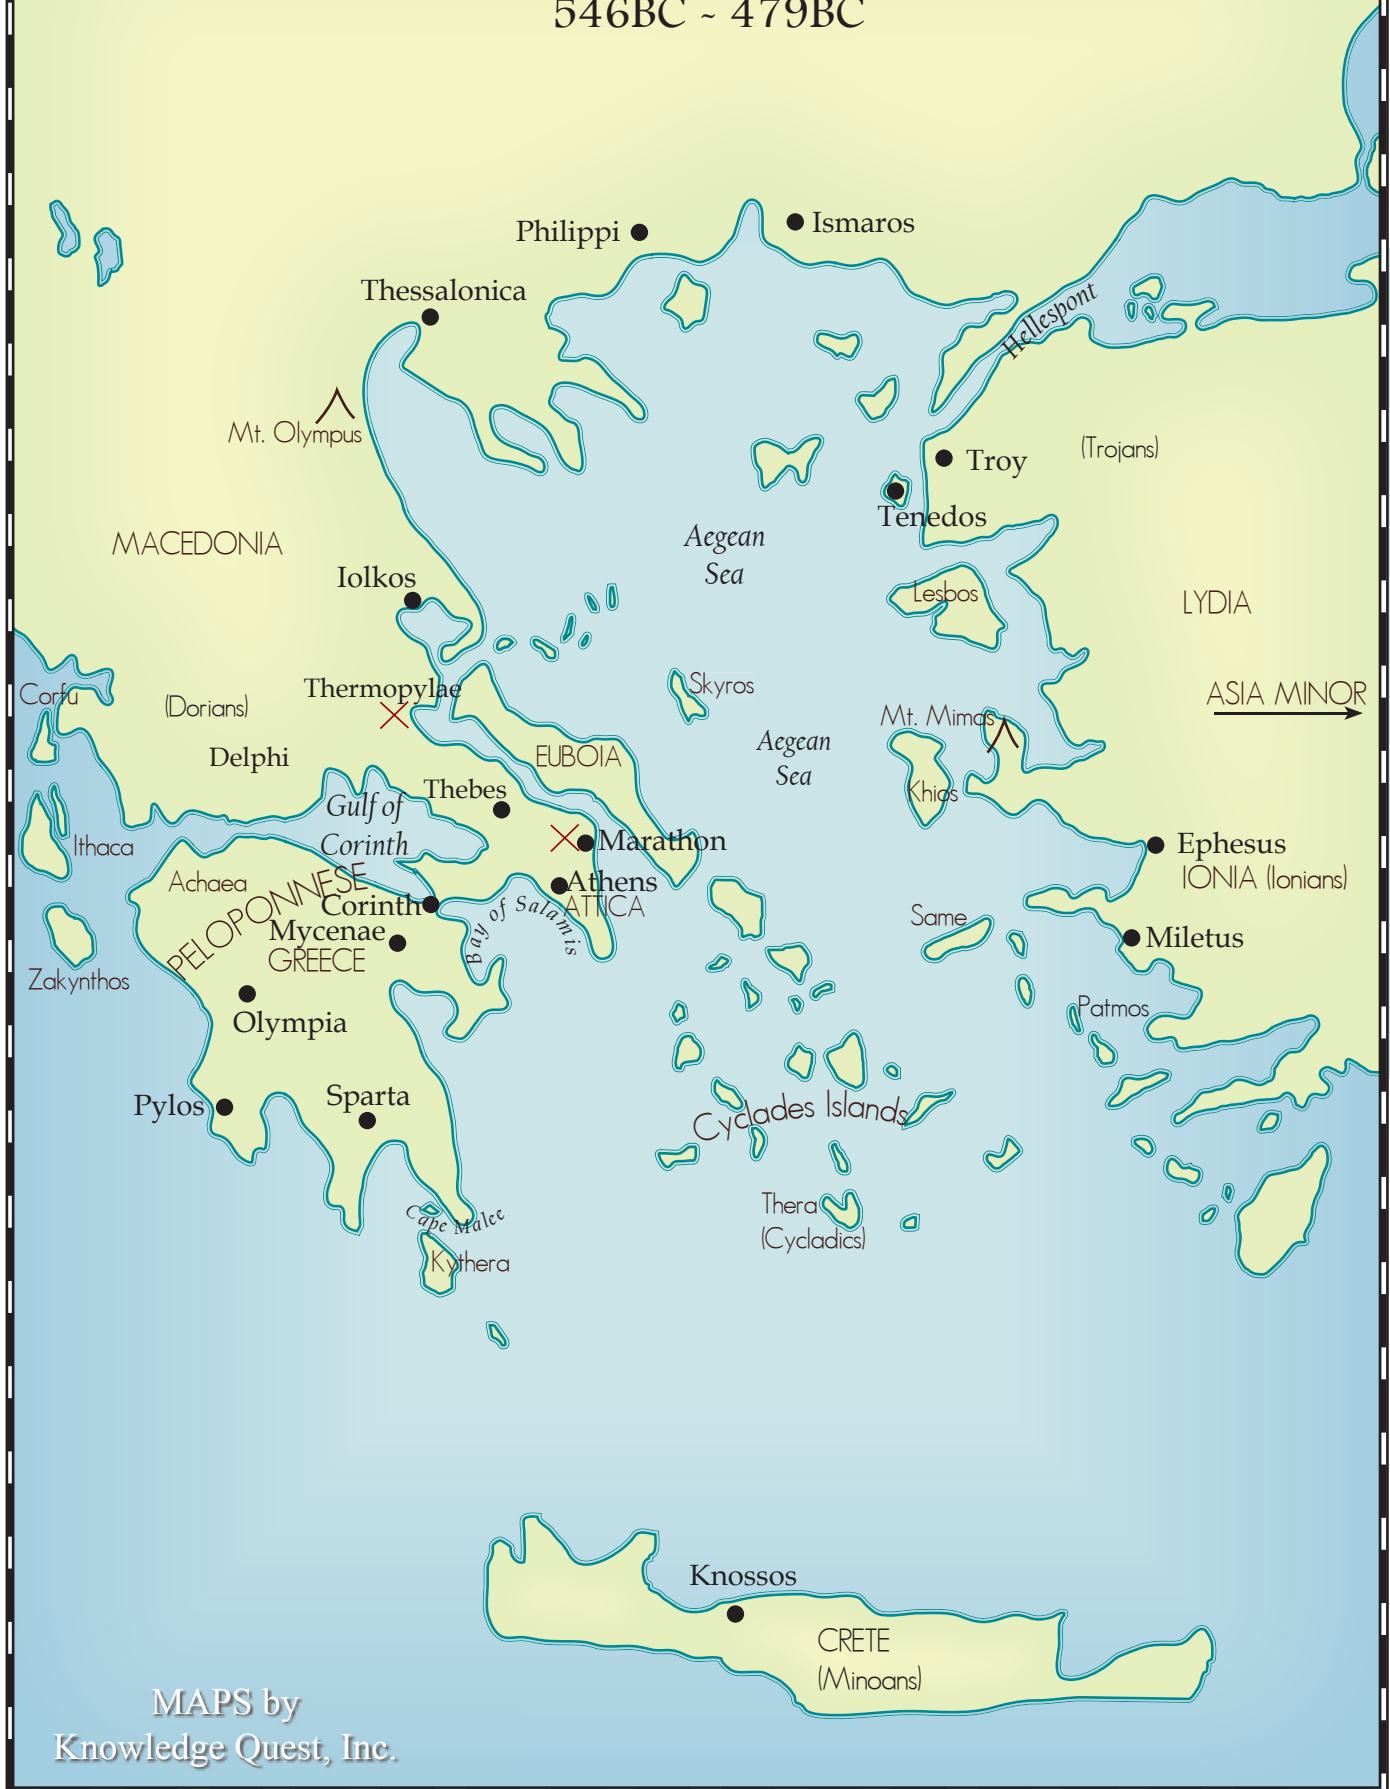 546BC ~ 479BC
Philippi
Ismaros
Thessalonica
Hellespont
Mt. Olympus
Troy
(Trojans)
Tenedos
MACEDONIA
Aegean
Sea
Iolkos
Lesbos
LYDIA
Corfu
(Dorians)
Thermopylae
Skyros
ASIA MINOR
Mt. Mimas
Delphi
EUBOIA
Aegean
Sea
Khios
Thebes
Gulf of
Corinth
Ithaca
Marathon
Ephesus
IONIA (Ionians)
Achaea
PELOPONNESE
Corinth
Athens
ATTICA
Bay of Salamis
Mycenae
GREECE
Same
Miletus
Zakynthos
Olympia
Patmos
Pylos
Sparta
Cyclades Islands
Thera
(Cycladics)
Cape Malec
Kythera
Knossos
CRETE
(Minoans)
MAPS by
Knowledge Quest, Inc.